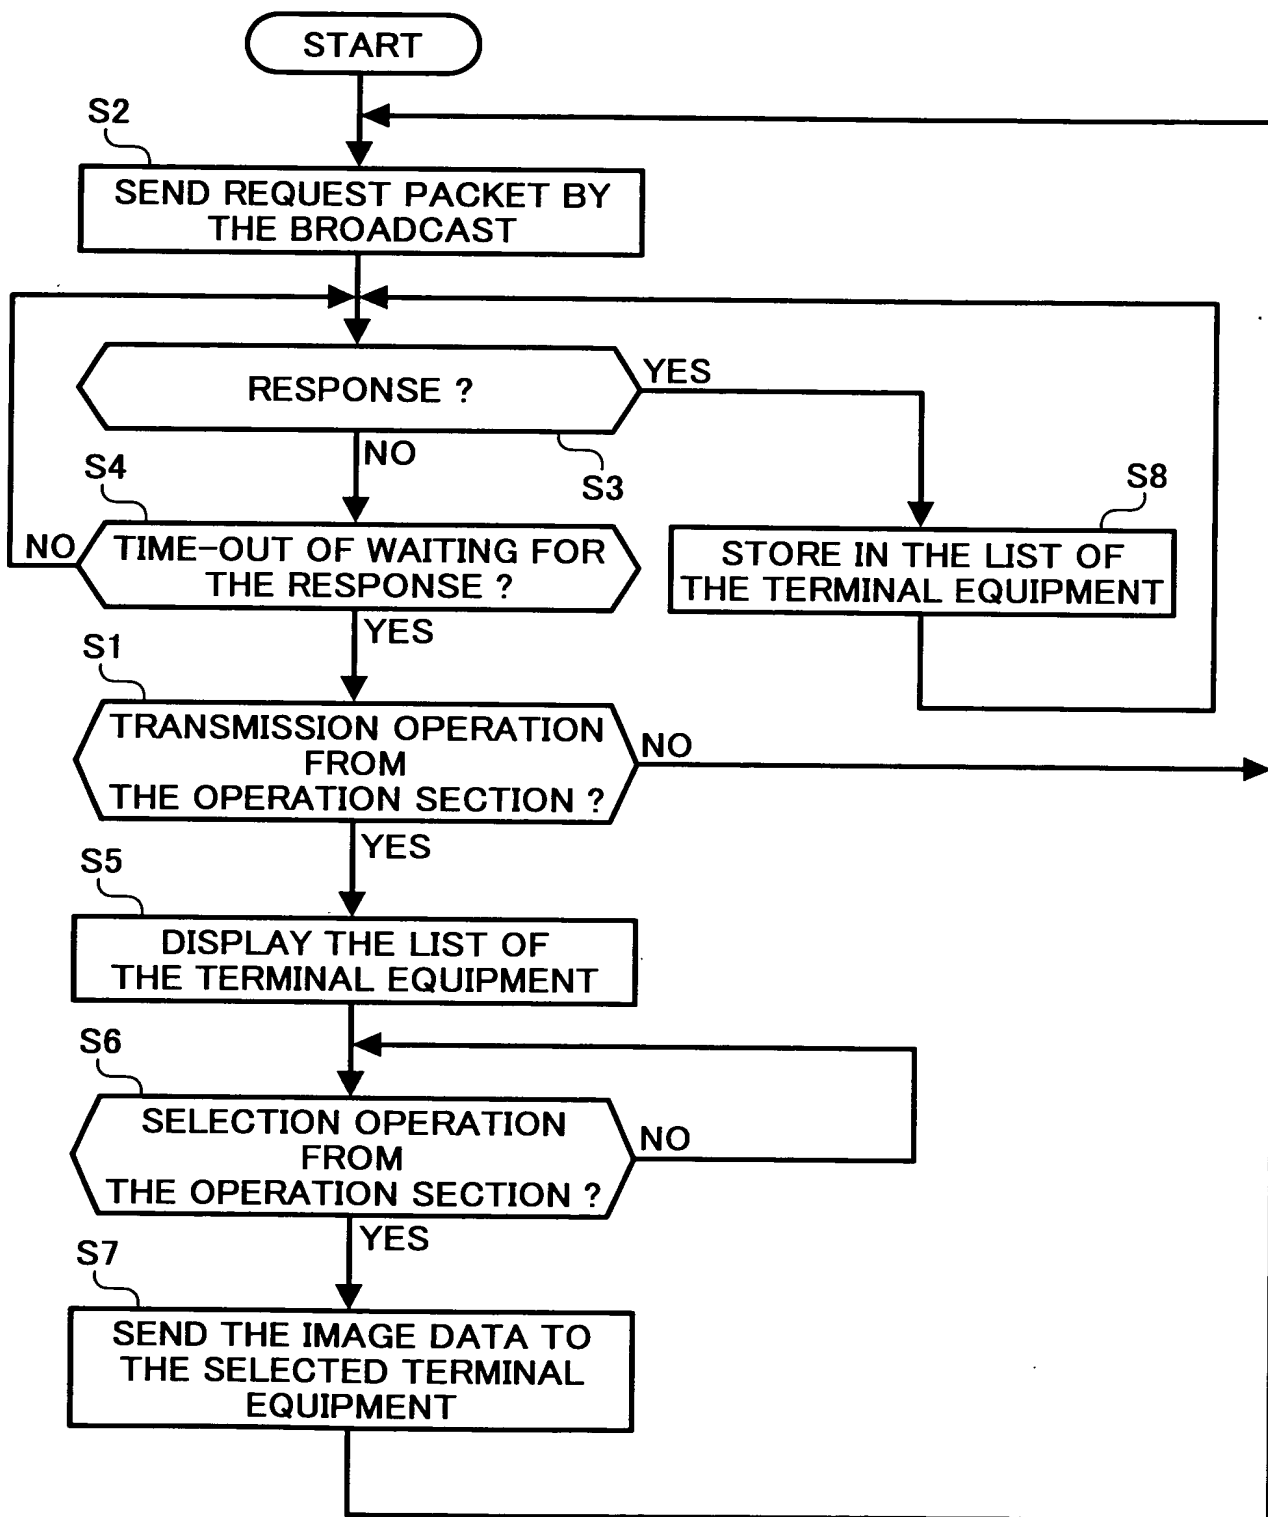 START
S2
SEND REQUEST PACKET BY
THE BROADCAST
RESPONSE ?
YES
NO
S3
S4
NO
TIME-OUT OF WAITING FOR
THE RESPONSE ?
YES
S8
STORE IN THE LIST OF
THE TERMINAL EQUIPMENT
S1
TRANSMISSION OPERATION
FROM
THE OPERATION SECTION ?
NO
YES
S5
DISPLAY THE LIST OF
THE TERMINAL EQUIPMENT
S6
SELECTION OPERATION
FROM
THE OPERATION SECTION ?
NO
YES
S7
SEND THE IMAGE DATA TO
THE SELECTED TERMINAL
EQUIPMENT